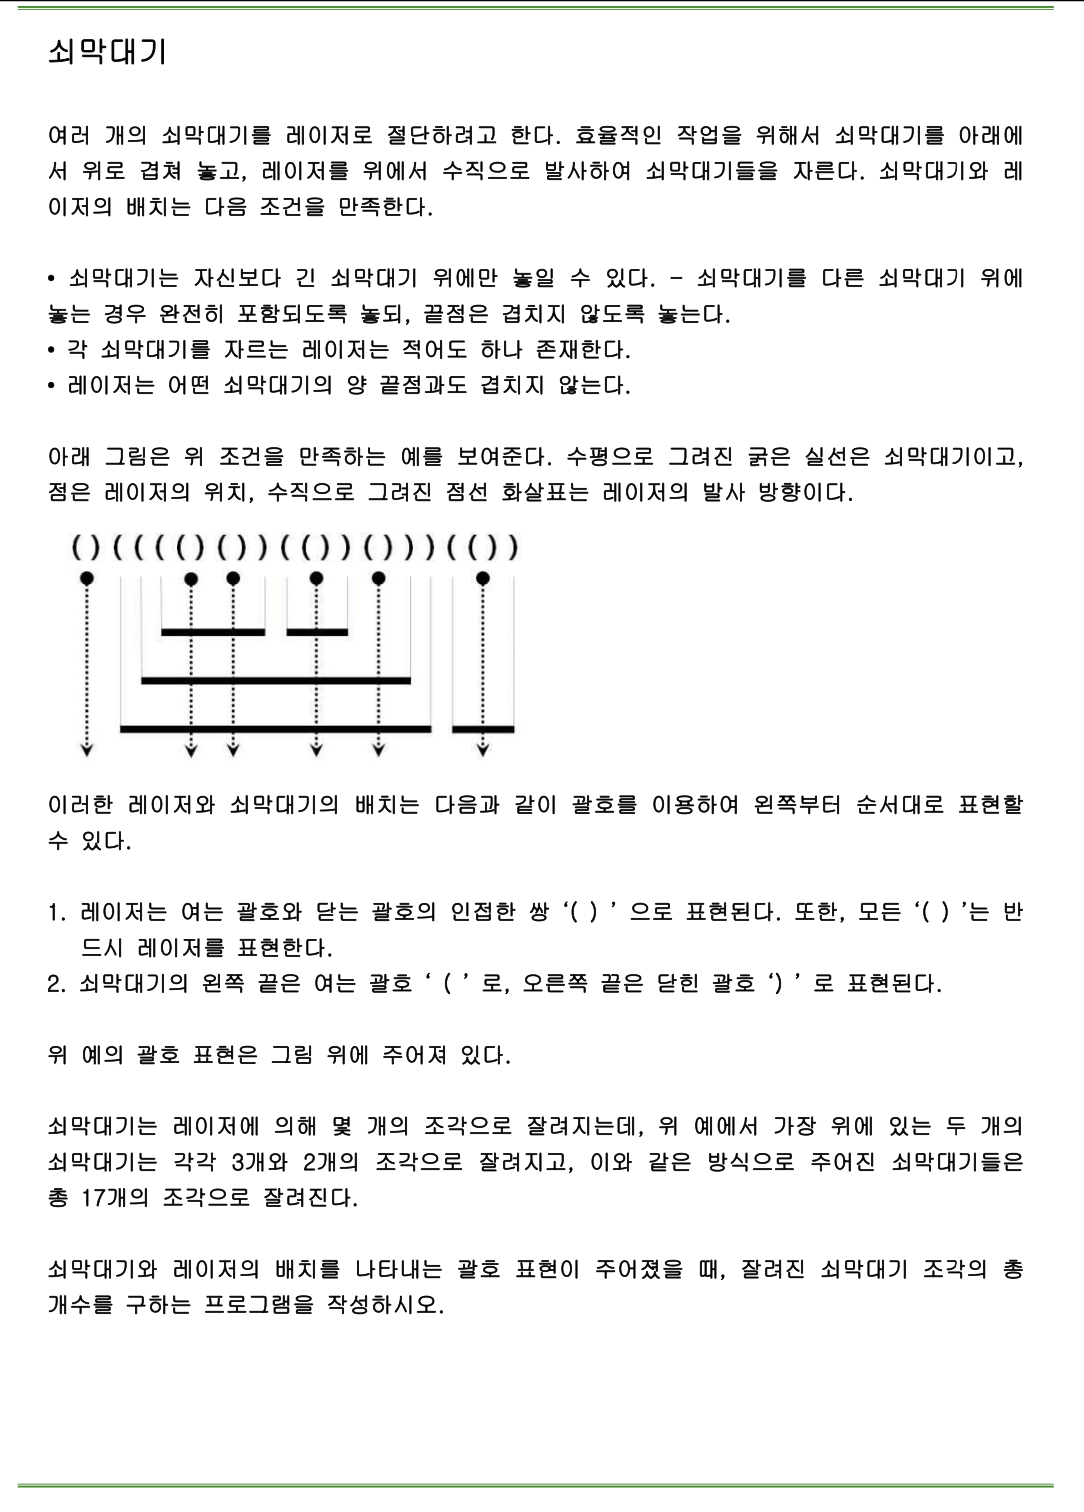 쇠막대기
여러 개의 쇠막대기를 레이저로 절단하려고 한다. 효율적인 작업을 위해서 쇠막대기를 아래에
서 위로 겹쳐 놓고, 레이저를 위에서 수직으로 발사하여 쇠막대기들을 자른다. 쇠막대기와 레
이저의 배치는 다음 조건을 만족한다.
• 쇠막대기는 자신보다 긴 쇠막대기 위에만 놓일 수 있다. - 쇠막대기를 다른 쇠막대기 위에
놓는 경우 완전히 포함되도록 놓되, 끝점은 겹치지 않도록 놓는다.
• 각 쇠막대기를 자르는 레이저는 적어도 하나 존재한다.
• 레이저는 어떤 쇠막대기의 양 끝점과도 겹치지 않는다.
아래 그림은 위 조건을 만족하는 예를 보여준다. 수평으로 그려진 굵은 실선은 쇠막대기이고,
점은 레이저의 위치, 수직으로 그려진 점선 화살표는 레이저의 발사 방향이다.
()(((()())(())()))(())
이러한 레이저와 쇠막대기의 배치는 다음과 같이 괄호를 이용하여 왼쪽부터 순서대로 표현할
수 있다.
1. 레이저는 여는 괄호와 닫는 괄호의 인접한 쌍 ‘( ) ’ 으로 표현된다. 또한, 모든 ‘( ) ’는 반
드시 레이저를 표현한다.
2. 쇠막대기의 왼쪽 끝은 여는 괄호 ‘ ( ’ 로, 오른쪽 끝은 닫힌 괄호 ‘) ’ 로 표현된다.
위 예의 괄호 표현은 그림 위에 주어져 있다.
쇠막대기는 레이저에 의해 몇 개의 조각으로 잘려지는데, 위 예에서 가장 위에 있는 두 개의
쇠막대기는 각각 3개와 2개의 조각으로 잘려지고, 이와 같은 방식으로 주어진 쇠막대기들은
총 17개의 조각으로 잘려진다.
쇠막대기와 레이저의 배치를 나타내는 괄호 표현이 주어졌을 때, 잘려진 쇠막대기 조각의 총
개수를 구하는 프로그램을 작성하시오.